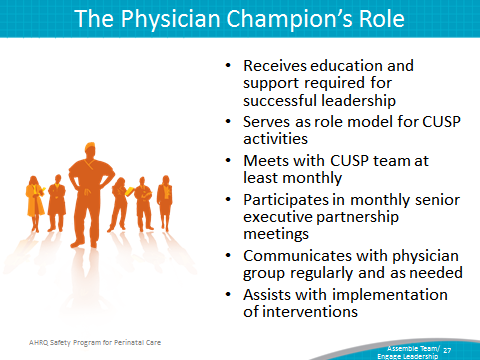 The Physician Champion's Role
• Receives education and
support required for
successful leadership
• Serves as role model for CUSP
activities
• Meets with CUSP team at
least monthly
• Participates in monthly senior
executive partnership
meetings
• Communicates with physician
group regularly and as needed
• Assists with implementation
of interventions
AHRQ Safety Program for Perinatal Care
Assemble Team/ 27
Engage Leadership